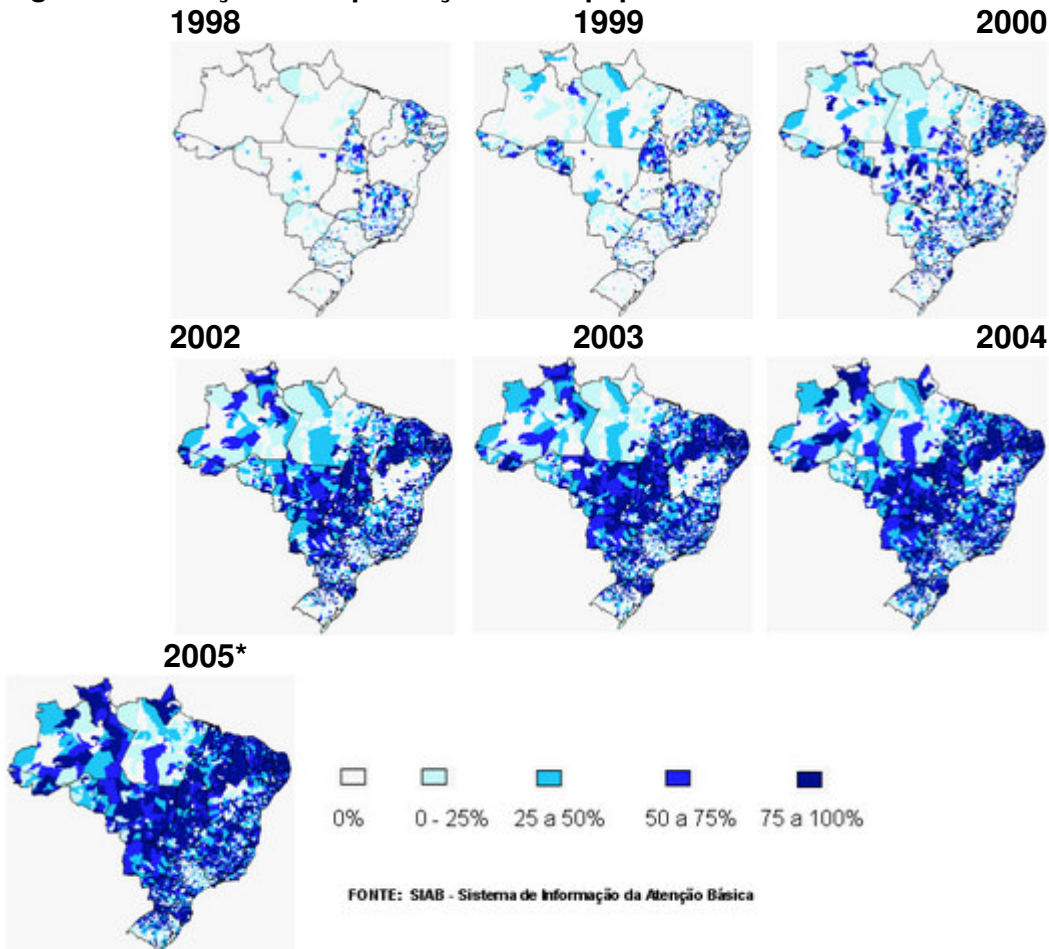 1998 1999 2000
2002 2003 2004
2005*
0% 0 - 25% 25 a 50% 50 a 75% 75 a 100%
FONTE: SIAB - Sistema de Informação da Atenção Básica